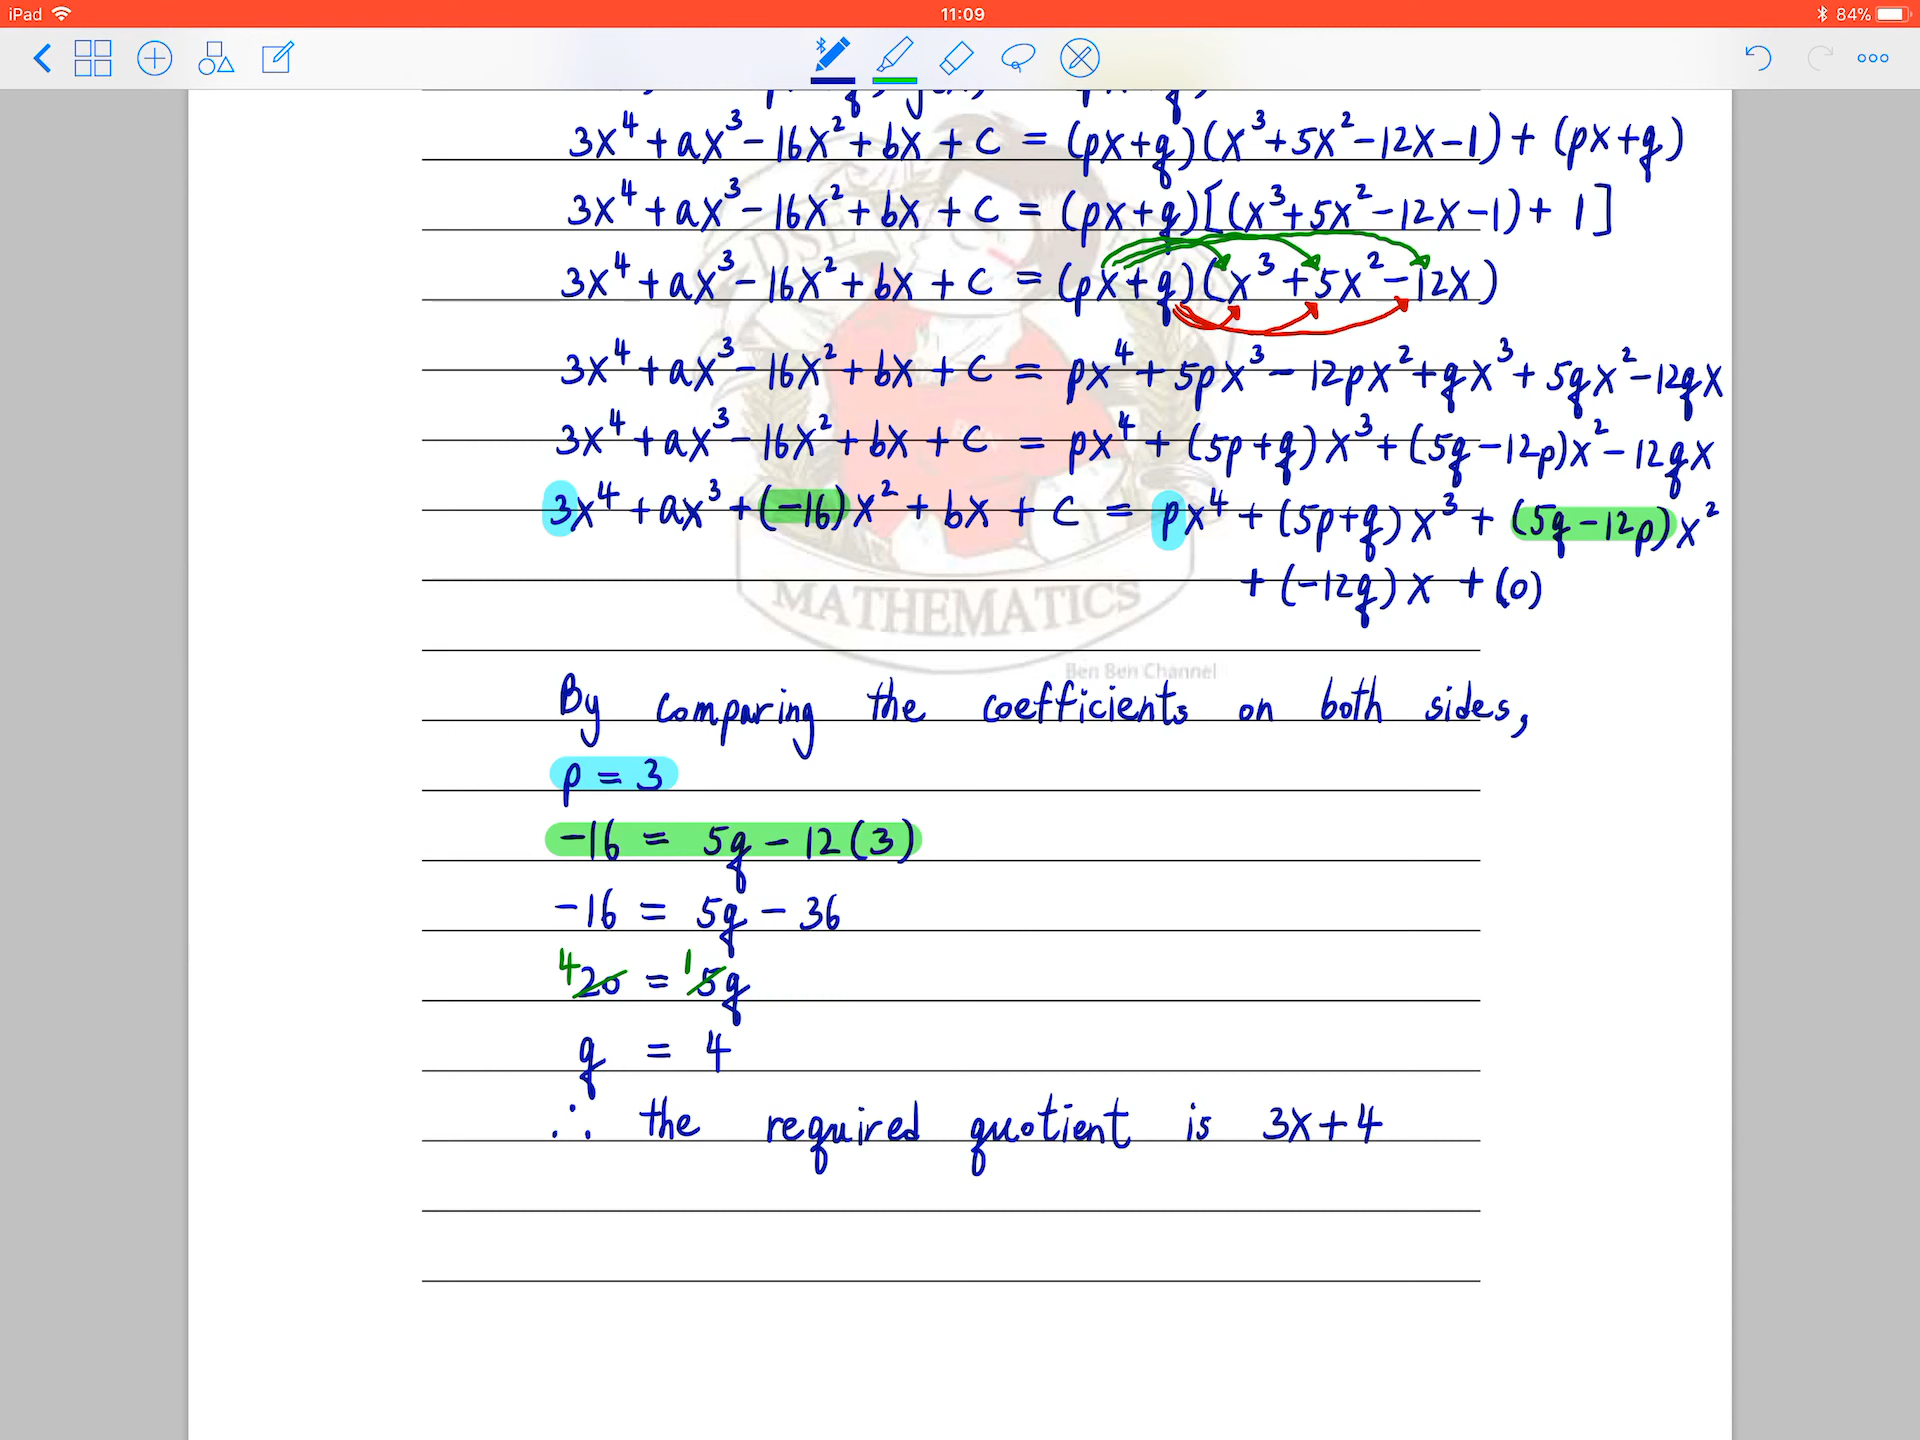 iPad 11:09 84%
3x⁴ + ax³ - 16x² + bx + c = (px+q)(x³+5x²-12x-1) + (px+q)
3x⁴ + ax³ - 16x² + bx + c = (px+q)[(x³+5x²-12x-1) + 1]
3x⁴ + ax³ - 16x² + bx + c = (px+q)(x³+5x²-12x)
3x⁴ + ax³ - 16x² + bx + c = px⁴ + 5px³ - 12px² + qx³ + 5qx² - 12qx
3x⁴ + ax³ - 16x² + bx + c = px⁴ + (5p+q)x³ + (5q-12p)x² - 12qx
3x⁴ + ax³ + (-16)x² + bx + c = px⁴ + (5p+q)x³ + (5q-12p)x²
+ (-12q)x + (0)
MATHEMATICS
Ben Ben Channel
By comparing the coefficients on both sides,
p = 3
-16 = 5q - 12(3)
-16 = 5q - 36
4 20 = 1 5q
q = 4
∴ the required quotient is 3x+4